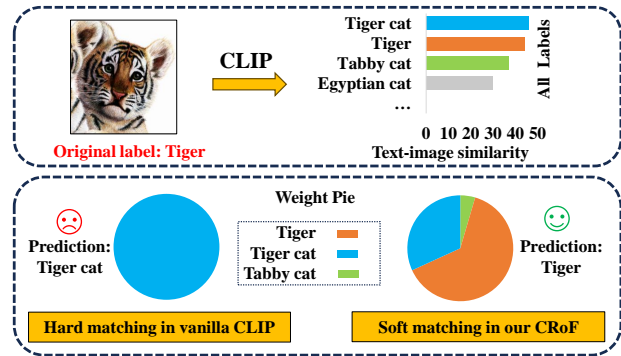 CLIP
Original label: Tiger
Tiger cat
Tiger
Tabby cat
Egyptian cat
...
All Labels
0 10 20 30 40 50
Text-image similarity
Weight Pie
Prediction:
Tiger cat
Tiger
Tiger cat
Tabby cat
Prediction:
Tiger
Hard matching in vanilla CLIP
Soft matching in our CRoF